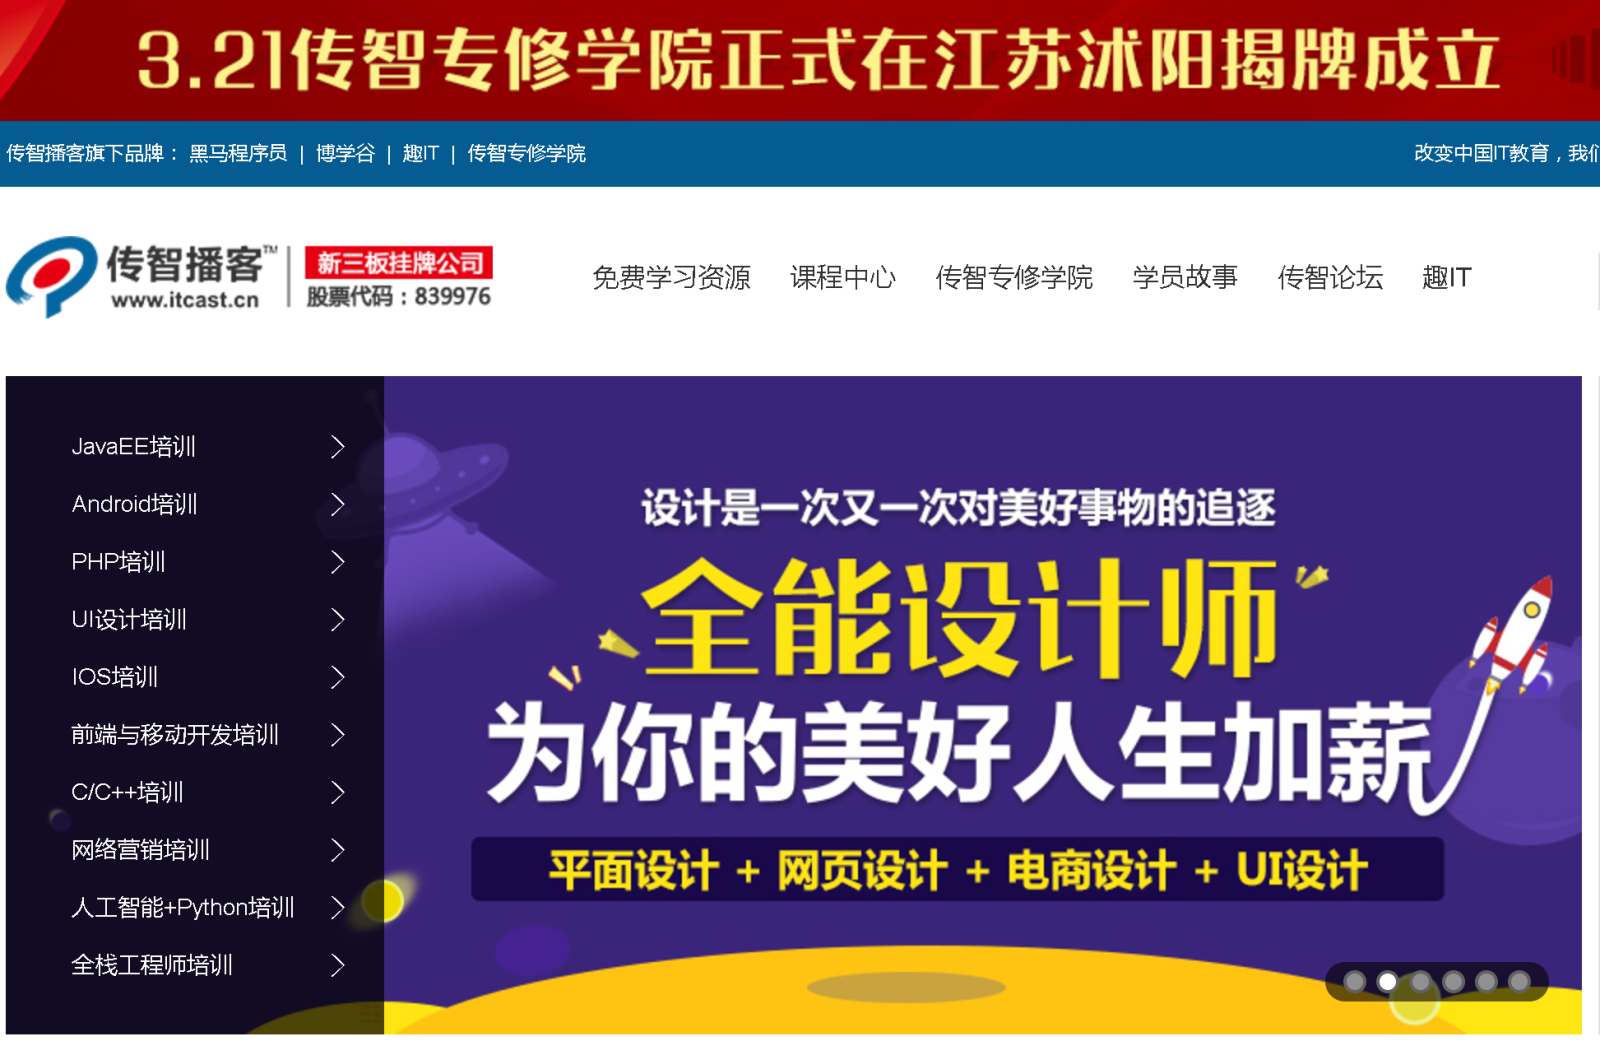 3.21传智专修学院正式在江苏沭阳揭牌成立
传智播客旗下品牌： 黑马程序员 | 博学谷 | 趣IT | 传智专修学院
改变中国IT教育，我们
传智播客™
www.itcast.cn
新三板挂牌公司
股票代码：839976
免费学习资源 课程中心 传智专修学院 学员故事 传智论坛 趣IT
JavaEE培训
Android培训
PHP培训
UI设计培训
IOS培训
前端与移动开发培训
C/C++培训
网络营销培训
人工智能+Python培训
全栈工程师培训
设计是一次又一次对美好事物的追逐
全能设计师
为你的美好人生加薪
平面设计 + 网页设计 + 电商设计 + UI设计